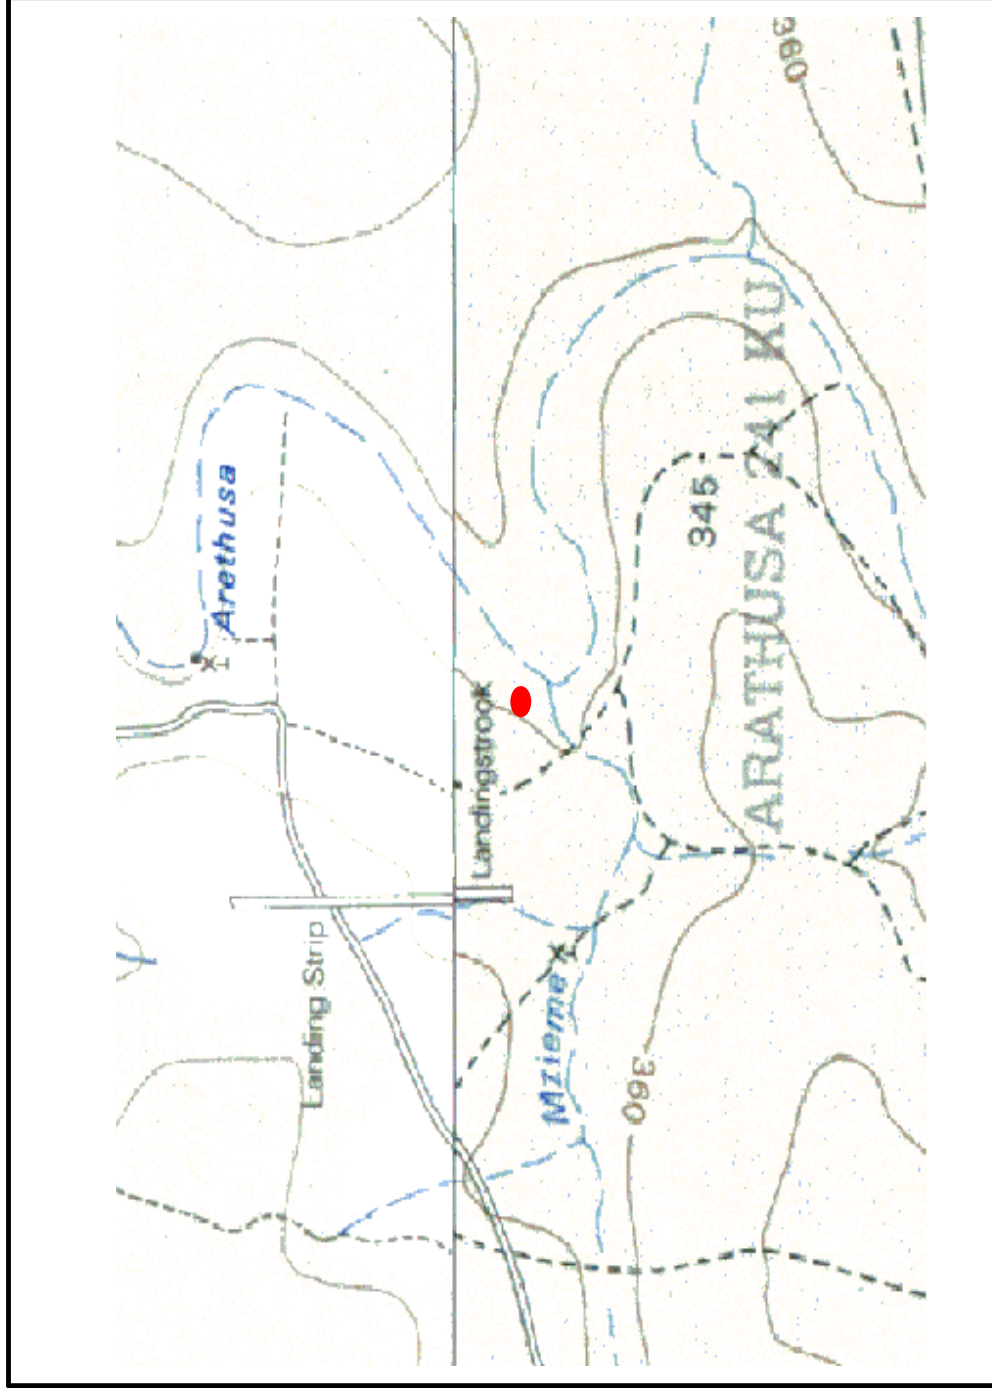 360
Arethusa
345
ARATHUSA 241 KU
Landingstrook
Landing Strip
Mzieme
360